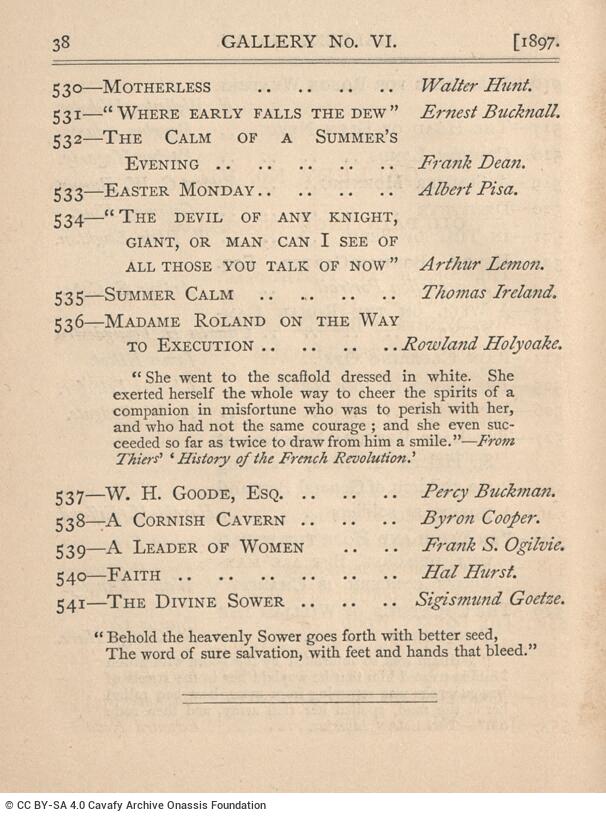 38 GALLERY No. VI. [1897.
530—MOTHERLESS .. .. .. .. Walter Hunt.
531—“WHERE EARLY FALLS THE DEW” Ernest Bucknall.
532—THE CALM OF A SUMMER'S
EVENING .. .. .. .. .. Frank Dean.
533—EASTER MONDAY.. .. .. .. Albert Pisa.
534—“THE DEVIL OF ANY KNIGHT,
GIANT, OR MAN CAN I SEE OF
ALL THOSE YOU TALK OF NOW” Arthur Lemon.
535—SUMMER CALM .. .. .. .. Thomas Ireland.
536—MADAME ROLAND ON THE WAY
TO EXECUTION .. .. .. .. Rowland Holyoake.
“She went to the scaffold dressed in white. She
exerted herself the whole way to cheer the spirits of a
companion in misfortune who was to perish with her,
and who had not the same courage ; and she even suc-
ceeded so far as twice to draw from him a smile.”—From
Thiers' ‘History of the French Revolution.’
537—W. H. GOODE, ESQ. .. .. .. Percy Buckman.
538—A CORNISH CAVERN .. .. .. Byron Cooper.
539—A LEADER OF WOMEN .. .. Frank S. Ogilvie.
540—FAITH .. .. .. .. .. .. Hal Hurst.
541—THE DIVINE SOWER .. .. .. Sigismund Goetze.
“Behold the heavenly Sower goes forth with better seed,
The word of sure salvation, with feet and hands that bleed.”
© CC BY-SA 4.0 Cavafy Archive Onassis Foundation